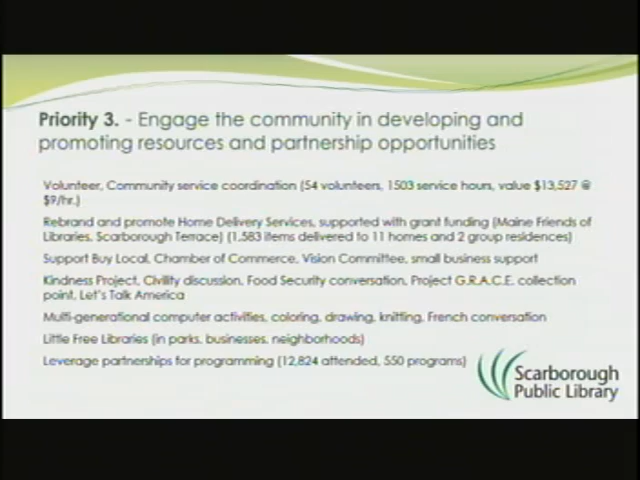 Priority 3. - Engage the community in developing and
promoting resources and partnership opportunities
Volunteer, Community service coordination (54 volunteers, 1503 service hours, value $13,527 @
$9/hr.)
Rebrand and promote Home Delivery Services, supported with grant funding (Maine Friends of
Libraries, Scarborough Terrace) (1,583 items delivered to 11 homes and 2 group residences)
Support Buy Local, Chamber of Commerce, Vision Committee, small business support
Kindness Project, Civility discussion, Food Security conversation, Project G.R.A.C.E. collection
point, Let's Talk America
Multi-generational computer activities, coloring, drawing, knitting, French conversation
Little Free Libraries (in parks, businesses, neighborhoods)
Leverage partnerships for programming (12,824 attended, 550 programs)
Scarborough
Public Library